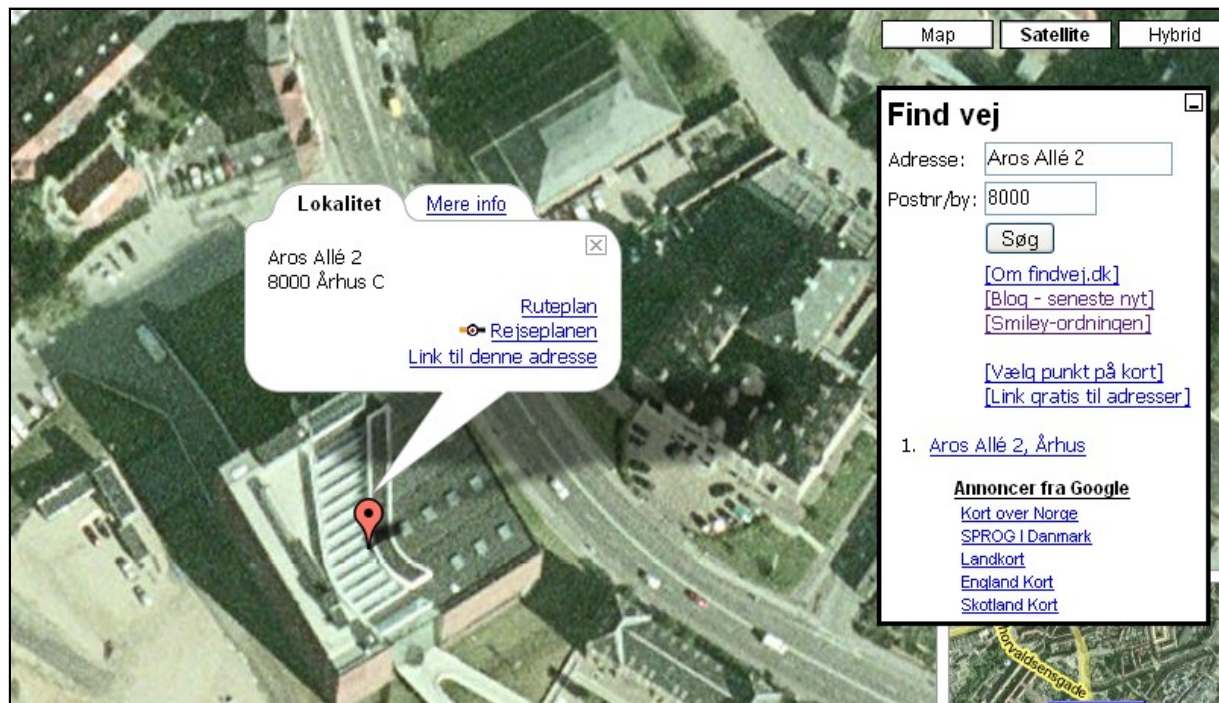 Map Satellite Hybrid
Find vej
Adresse: Aros Allé 2
Postnr/by: 8000
Søg
[Om findvej.dk]
[Blog - seneste nyt]
[Smiley-ordningen]
[Vælg punkt på kort]
[Link gratis til adresser]
1. Aros Allé 2, Århus
Annoncer fra Google
Kort over Norge
SPROG I Danmark
Landkort
England Kort
Skotland Kort
Lokalitet Mere info
Aros Allé 2
8000 Århus C
Ruteplan
Rejseplanen
Link til denne adresse
horvaldsensgade